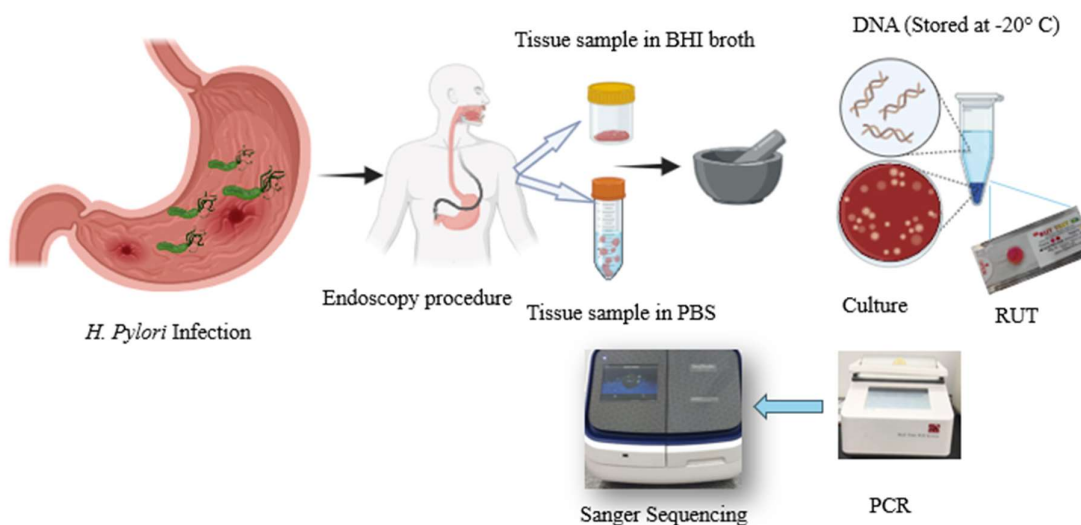 Tissue sample in BHI broth
DNA (Stored at -20° C)
Endoscopy procedure
Tissue sample in PBS
Culture
RUT
H. Pylori Infection
Sanger Sequencing
PCR